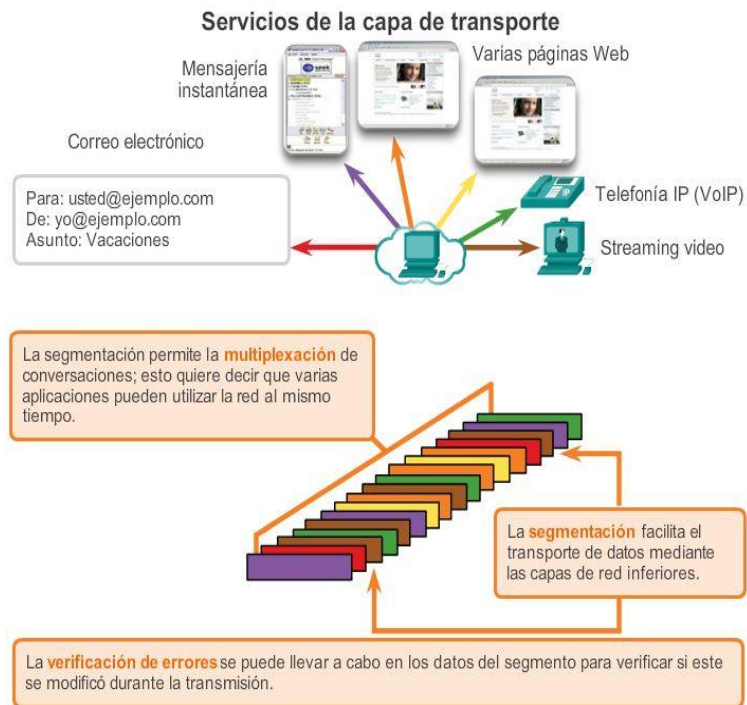 Servicios de la capa de transporte
Mensajería
instantánea
Varias páginas Web
Correo electrónico
Para: usted@ejemplo.com
De: yo@ejemplo.com
Asunto: Vacaciones
Telefonía IP (VoIP)
Streaming video
La segmentación permite la multiplexación de
conversaciones; esto quiere decir que varias
aplicaciones pueden utilizar la red al mismo
tiempo.
La segmentación facilita el
transporte de datos mediante
las capas de red inferiores.
La verificación de errores se puede llevar a cabo en los datos del segmento para verificar si este
se modificó durante la transmisión.